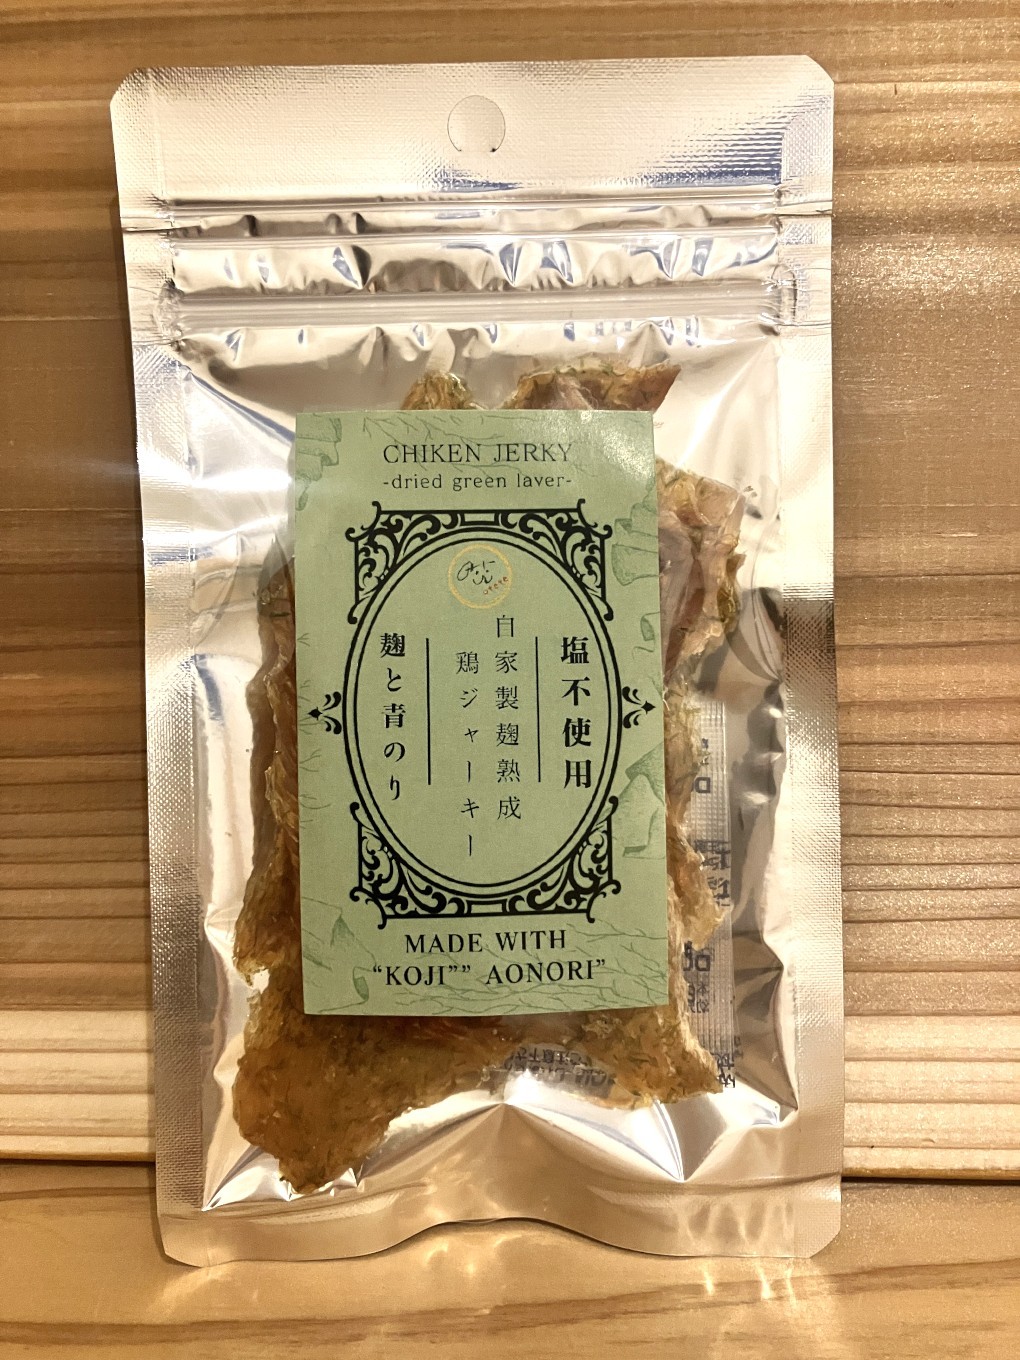 CHIKEN JERKY
-dried green laver-
塩不使用
自家製麹熟成
鶏ジャーキー
麹と青のり
MADE WITH
“KOJI”” AONORI”